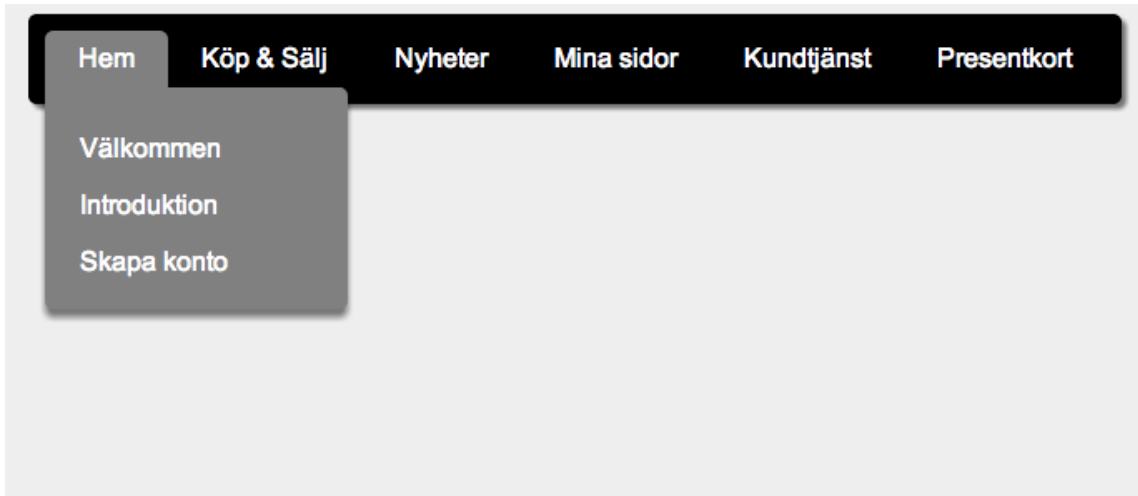 Hem Köp & Sälj Nyheter Mina sidor Kundtjänst Presentkort
Välkommen
Introduktion
Skapa konto